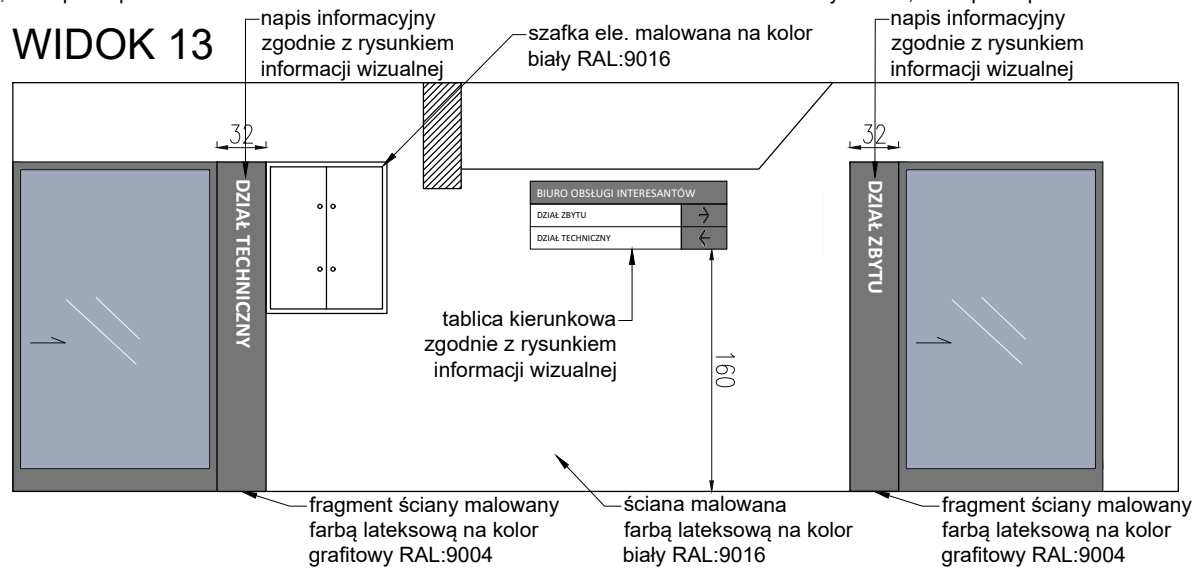 WIDOK 13
napis informacyjny
zgodnie z rysunkiem
informacji wizualnej
szafka ele. malowana na kolor
biały RAL:9016
napis informacyjny
zgodnie z rysunkiem
informacji wizualnej
32
32
DZIAŁ TECHNICZNY
BIURO OBSŁUGI INTERESANTÓW
DZIAŁ ZBYTU →
DZIAŁ TECHNICZNY ←
DZIAŁ ZBYTU
tablica kierunkowa
zgodnie z rysunkiem
informacji wizualnej
160
fragment ściany malowany
farbą lateksową na kolor
grafitowy RAL:9004
ściana malowana
farbą lateksową na kolor
biały RAL:9016
fragment ściany malowany
farbą lateksową na kolor
grafitowy RAL:9004